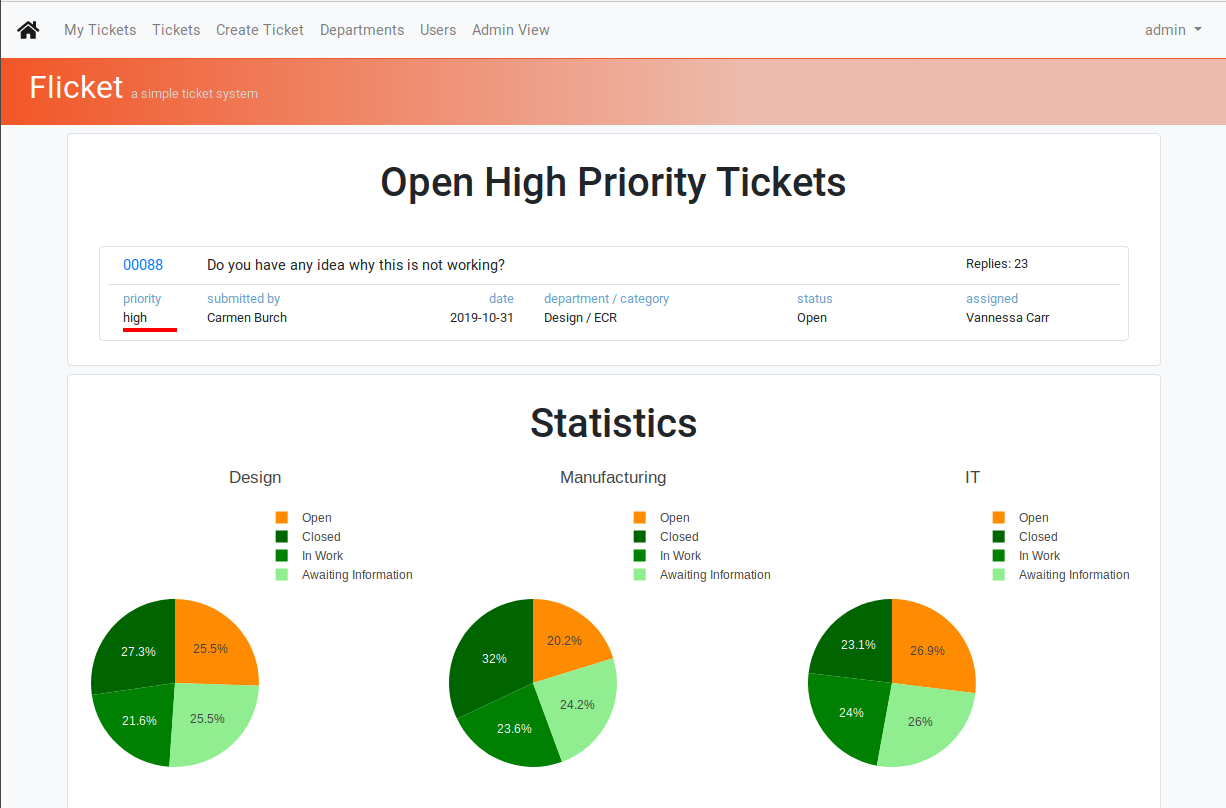 My Tickets Tickets Create Ticket Departments Users Admin View admin
Flicket a simple ticket system
Open High Priority Tickets
00088 Do you have any idea why this is not working? Replies: 23
priority submitted by date department / category status assigned
high Carmen Burch 2019-10-31 Design / ECR Open Vannessa Carr
Statistics
Design Manufacturing IT
Open Open Open
Closed Closed Closed
In Work In Work In Work
Awaiting Information Awaiting Information Awaiting Information
27.3% 25.5% 32% 20.2% 23.1% 26.9%
21.6% 25.5% 23.6% 24.2% 24% 26%